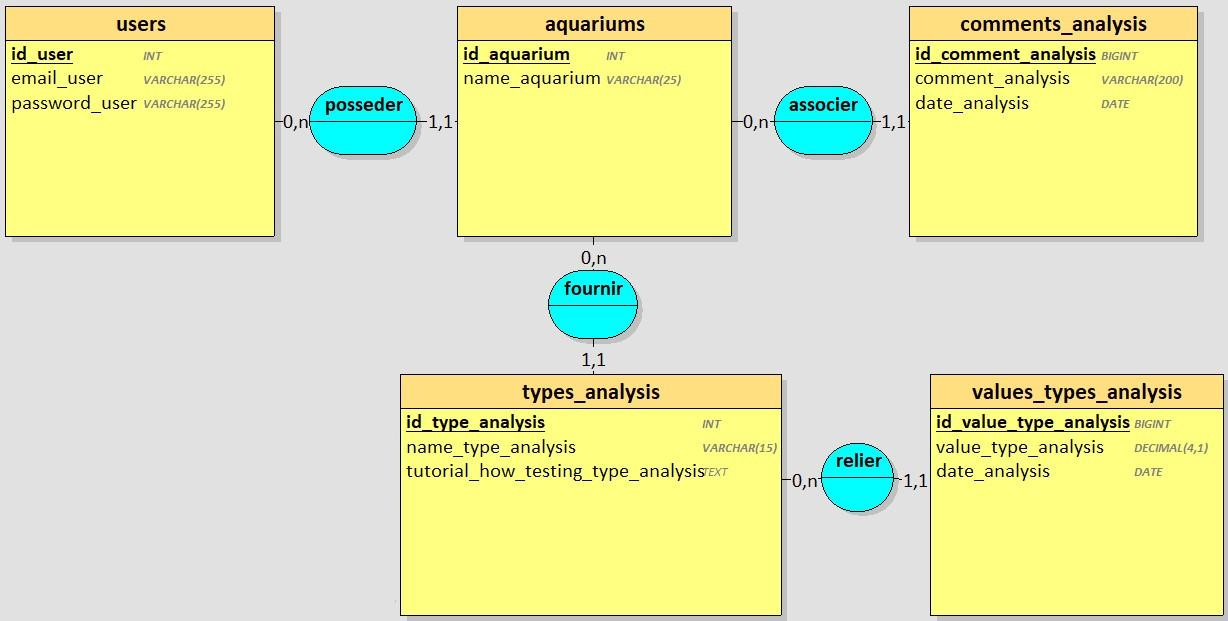 users
id_user INT
email_user VARCHAR(255)
password_user VARCHAR(255)
0,n
posseder
1,1
aquariums
id_aquarium INT
name_aquarium VARCHAR(25)
0,n
associer
1,1
comments_analysis
id_comment_analysis BIGINT
comment_analysis VARCHAR(200)
date_analysis DATE
0,n
fournir
1,1
types_analysis
id_type_analysis INT
name_type_analysis VARCHAR(15)
tutorial_how_testing_type_analysis TEXT
0,n
relier
1,1
values_types_analysis
id_value_type_analysis BIGINT
value_type_analysis DECIMAL(4,1)
date_analysis DATE